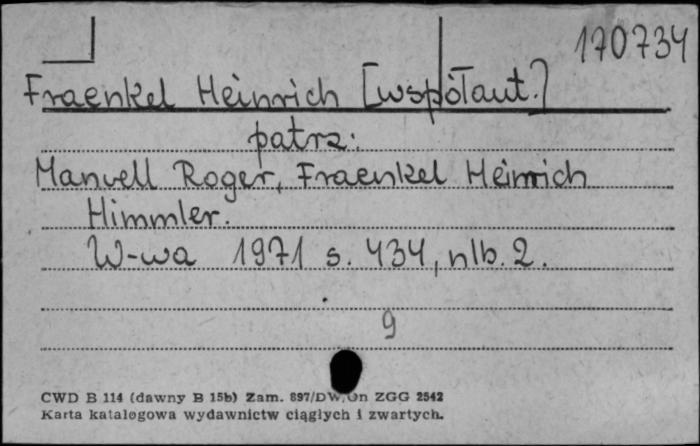 170734
Fraenkel Heinrich [współaut.]
patrz:
Manvell Roger, Fraenkel Heinrich
Himmler.
W-wa 1971 s. 434, nlb. 2.
9
CWD B 114 (dawny B 15b) Zam. 897/DW/On ZGG 2542
Karta katalogowa wydawnictw ciągłych i zwartych.